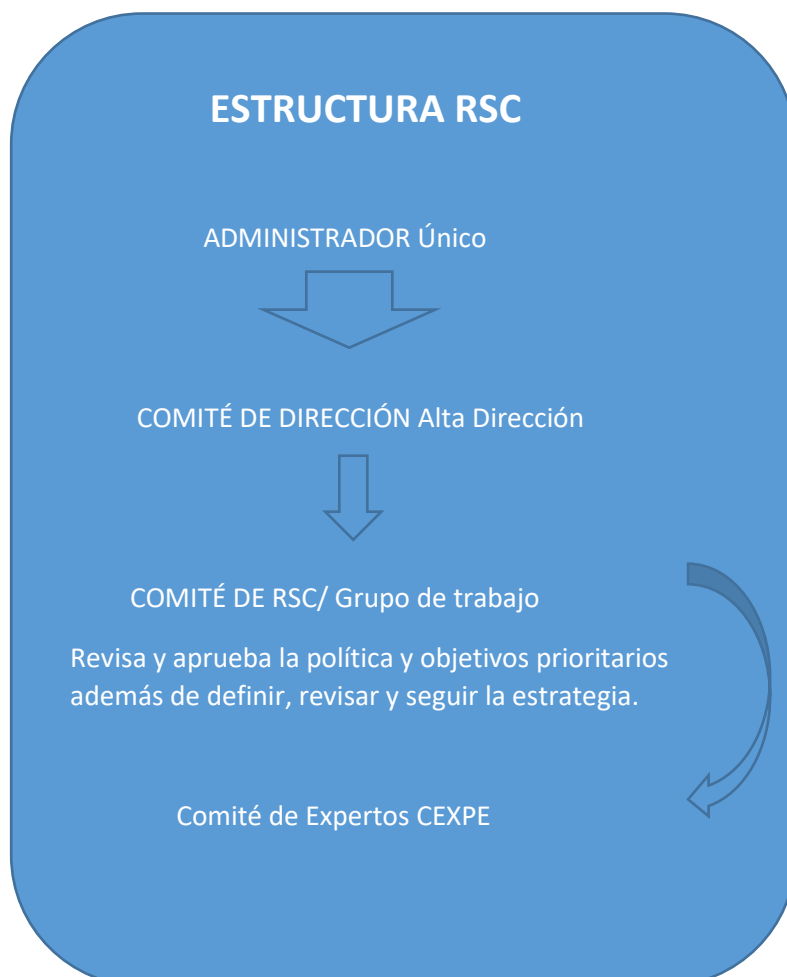 ESTRUCTURA RSC
ADMINISTRADOR Único
COMITÉ DE DIRECCIÓN Alta Dirección
COMITÉ DE RSC/ Grupo de trabajo
Revisa y aprueba la política y objetivos prioritarios
además de definir, revisar y seguir la estrategia.
Comité de Expertos CEXPE